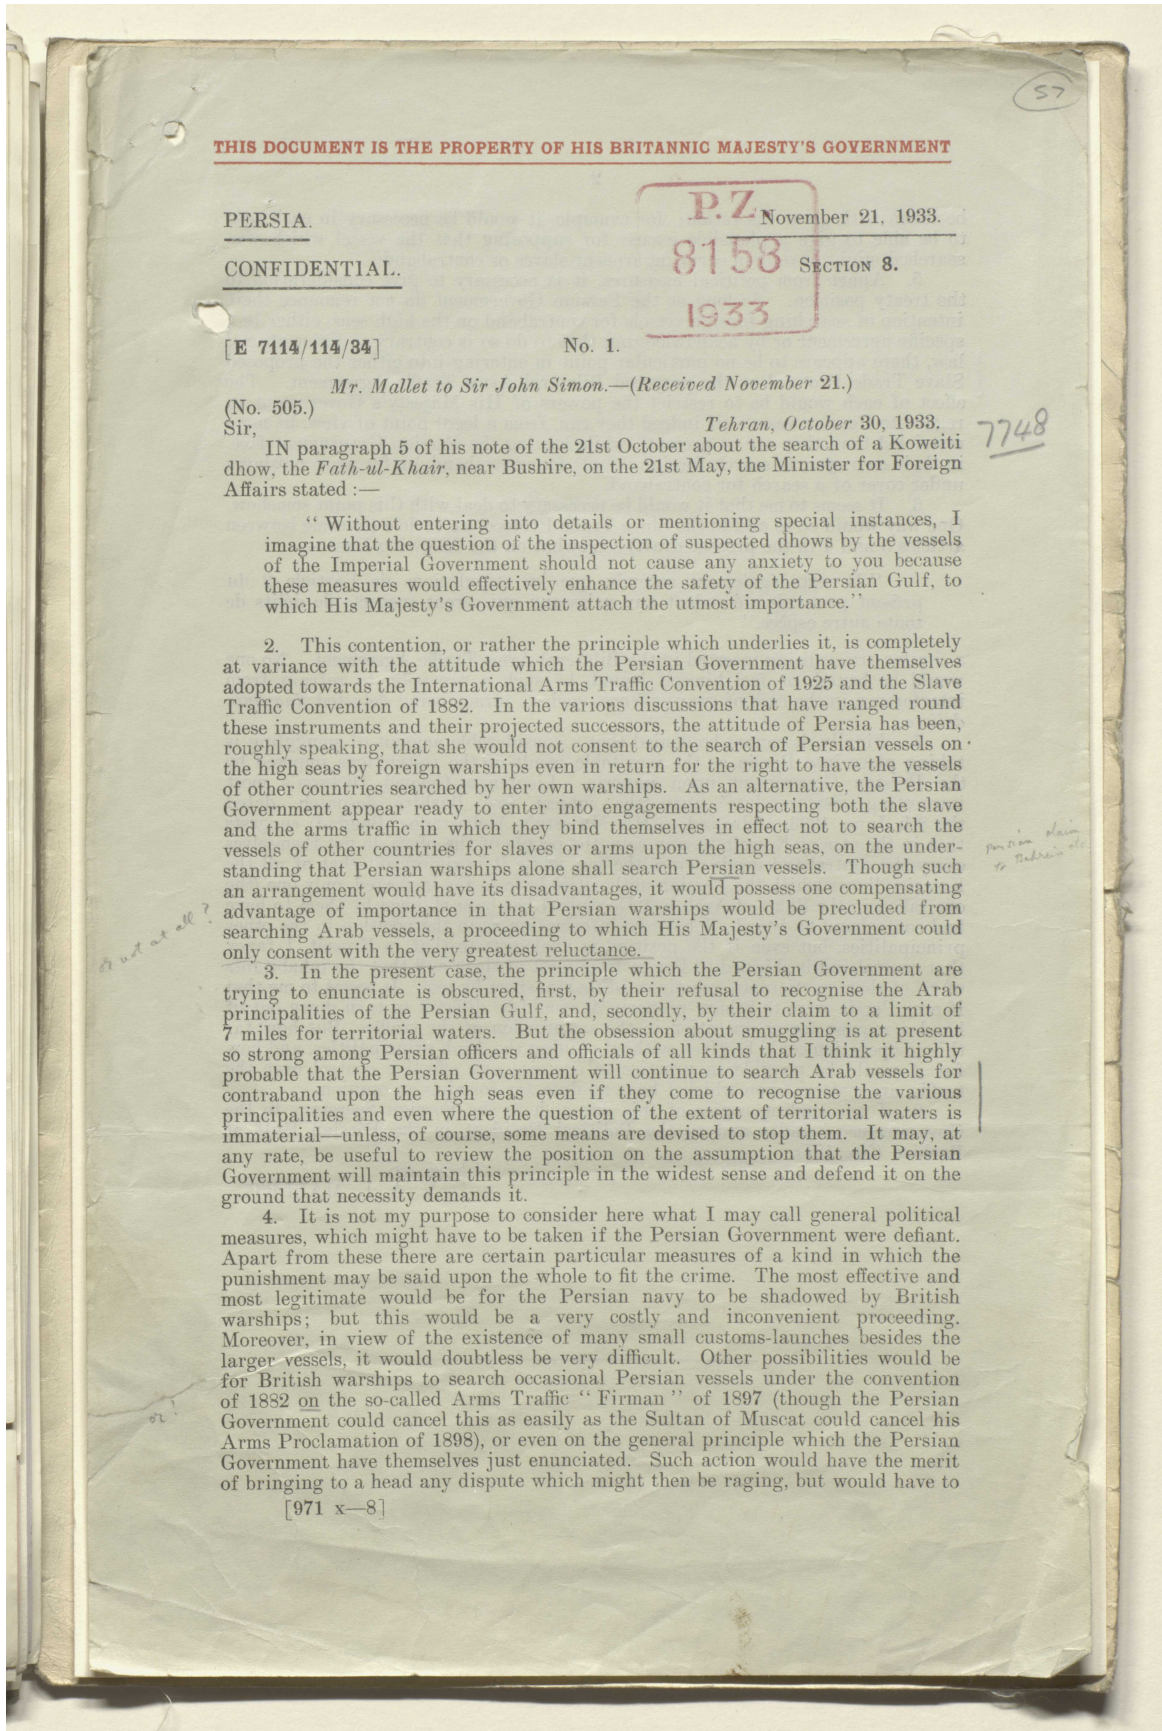 57
THIS DOCUMENT IS THE PROPERTY OF HIS BRITANNIC MAJESTY'S GOVERNMENT
PERSIA.
P.Z.
November 21, 1933.
CONFIDENTIAL.
8158
SECTION 8.
1933
[E 7114/114/34]
No. 1.
Mr. Mallet to Sir John Simon.—(Received November 21.)
(No. 505.)
Sir,
Tehran, October 30, 1933.
7748
IN paragraph 5 of his note of the 21st October about the search of a Koweiti
dhow, the Fath-ul-Khair, near Bushire, on the 21st May, the Minister for Foreign
Affairs stated :—
“ Without entering into details or mentioning special instances, I
imagine that the question of the inspection of suspected dhows by the vessels
of the Imperial Government should not cause any anxiety to you because
these measures would effectively enhance the safety of the Persian Gulf, to
which His Majesty's Government attach the utmost importance.”
2. This contention, or rather the principle which underlies it, is completely
at variance with the attitude which the Persian Government have themselves
adopted towards the International Arms Traffic Convention of 1925 and the Slave
Traffic Convention of 1882. In the various discussions that have ranged round
these instruments and their projected successors, the attitude of Persia has been,
roughly speaking, that she would not consent to the search of Persian vessels on
the high seas by foreign warships even in return for the right to have the vessels
of other countries searched by her own warships. As an alternative, the Persian
Government appear ready to enter into engagements respecting both the slave
and the arms traffic in which they bind themselves in effect not to search the
vessels of other countries for slaves or arms upon the high seas, on the under-
standing that Persian warships alone shall search Persian vessels. Though such
an arrangement would have its disadvantages, it would possess one compensating
advantage of importance in that Persian warships would be precluded from
searching Arab vessels, a proceeding to which His Majesty's Government could
only consent with the very greatest reluctance.
Persian claim
to Bahrein
or not at all?
3. In the present case, the principle which the Persian Government are
trying to enunciate is obscured, first, by their refusal to recognise the Arab
principalities of the Persian Gulf, and, secondly, by their claim to a limit of
7 miles for territorial waters. But the obsession about smuggling is at present
so strong among Persian officers and officials of all kinds that I think it highly
probable that the Persian Government will continue to search Arab vessels for
contraband upon the high seas even if they come to recognise the various
principalities and even where the question of the extent of territorial waters is
immaterial—unless, of course, some means are devised to stop them. It may, at
any rate, be useful to review the position on the assumption that the Persian
Government will maintain this principle in the widest sense and defend it on the
ground that necessity demands it.
4. It is not my purpose to consider here what I may call general political
measures, which might have to be taken if the Persian Government were defiant.
Apart from these there are certain particular measures of a kind in which the
punishment may be said upon the whole to fit the crime. The most effective and
most legitimate would be for the Persian navy to be shadowed by British
warships; but this would be a very costly and inconvenient proceeding.
Moreover, in view of the existence of many small customs-launches besides the
larger vessels, it would doubtless be very difficult. Other possibilities would be
for British warships to search occasional Persian vessels under the convention
of 1882 on the so-called Arms Traffic “ Firman ” of 1897 (though the Persian
or!
Government could cancel this as easily as the Sultan of Muscat could cancel his
Arms Proclamation of 1898), or even on the general principle which the Persian
Government have themselves just enunciated. Such action would have the merit
of bringing to a head any dispute which might then be raging, but would have to
[971 x—8]